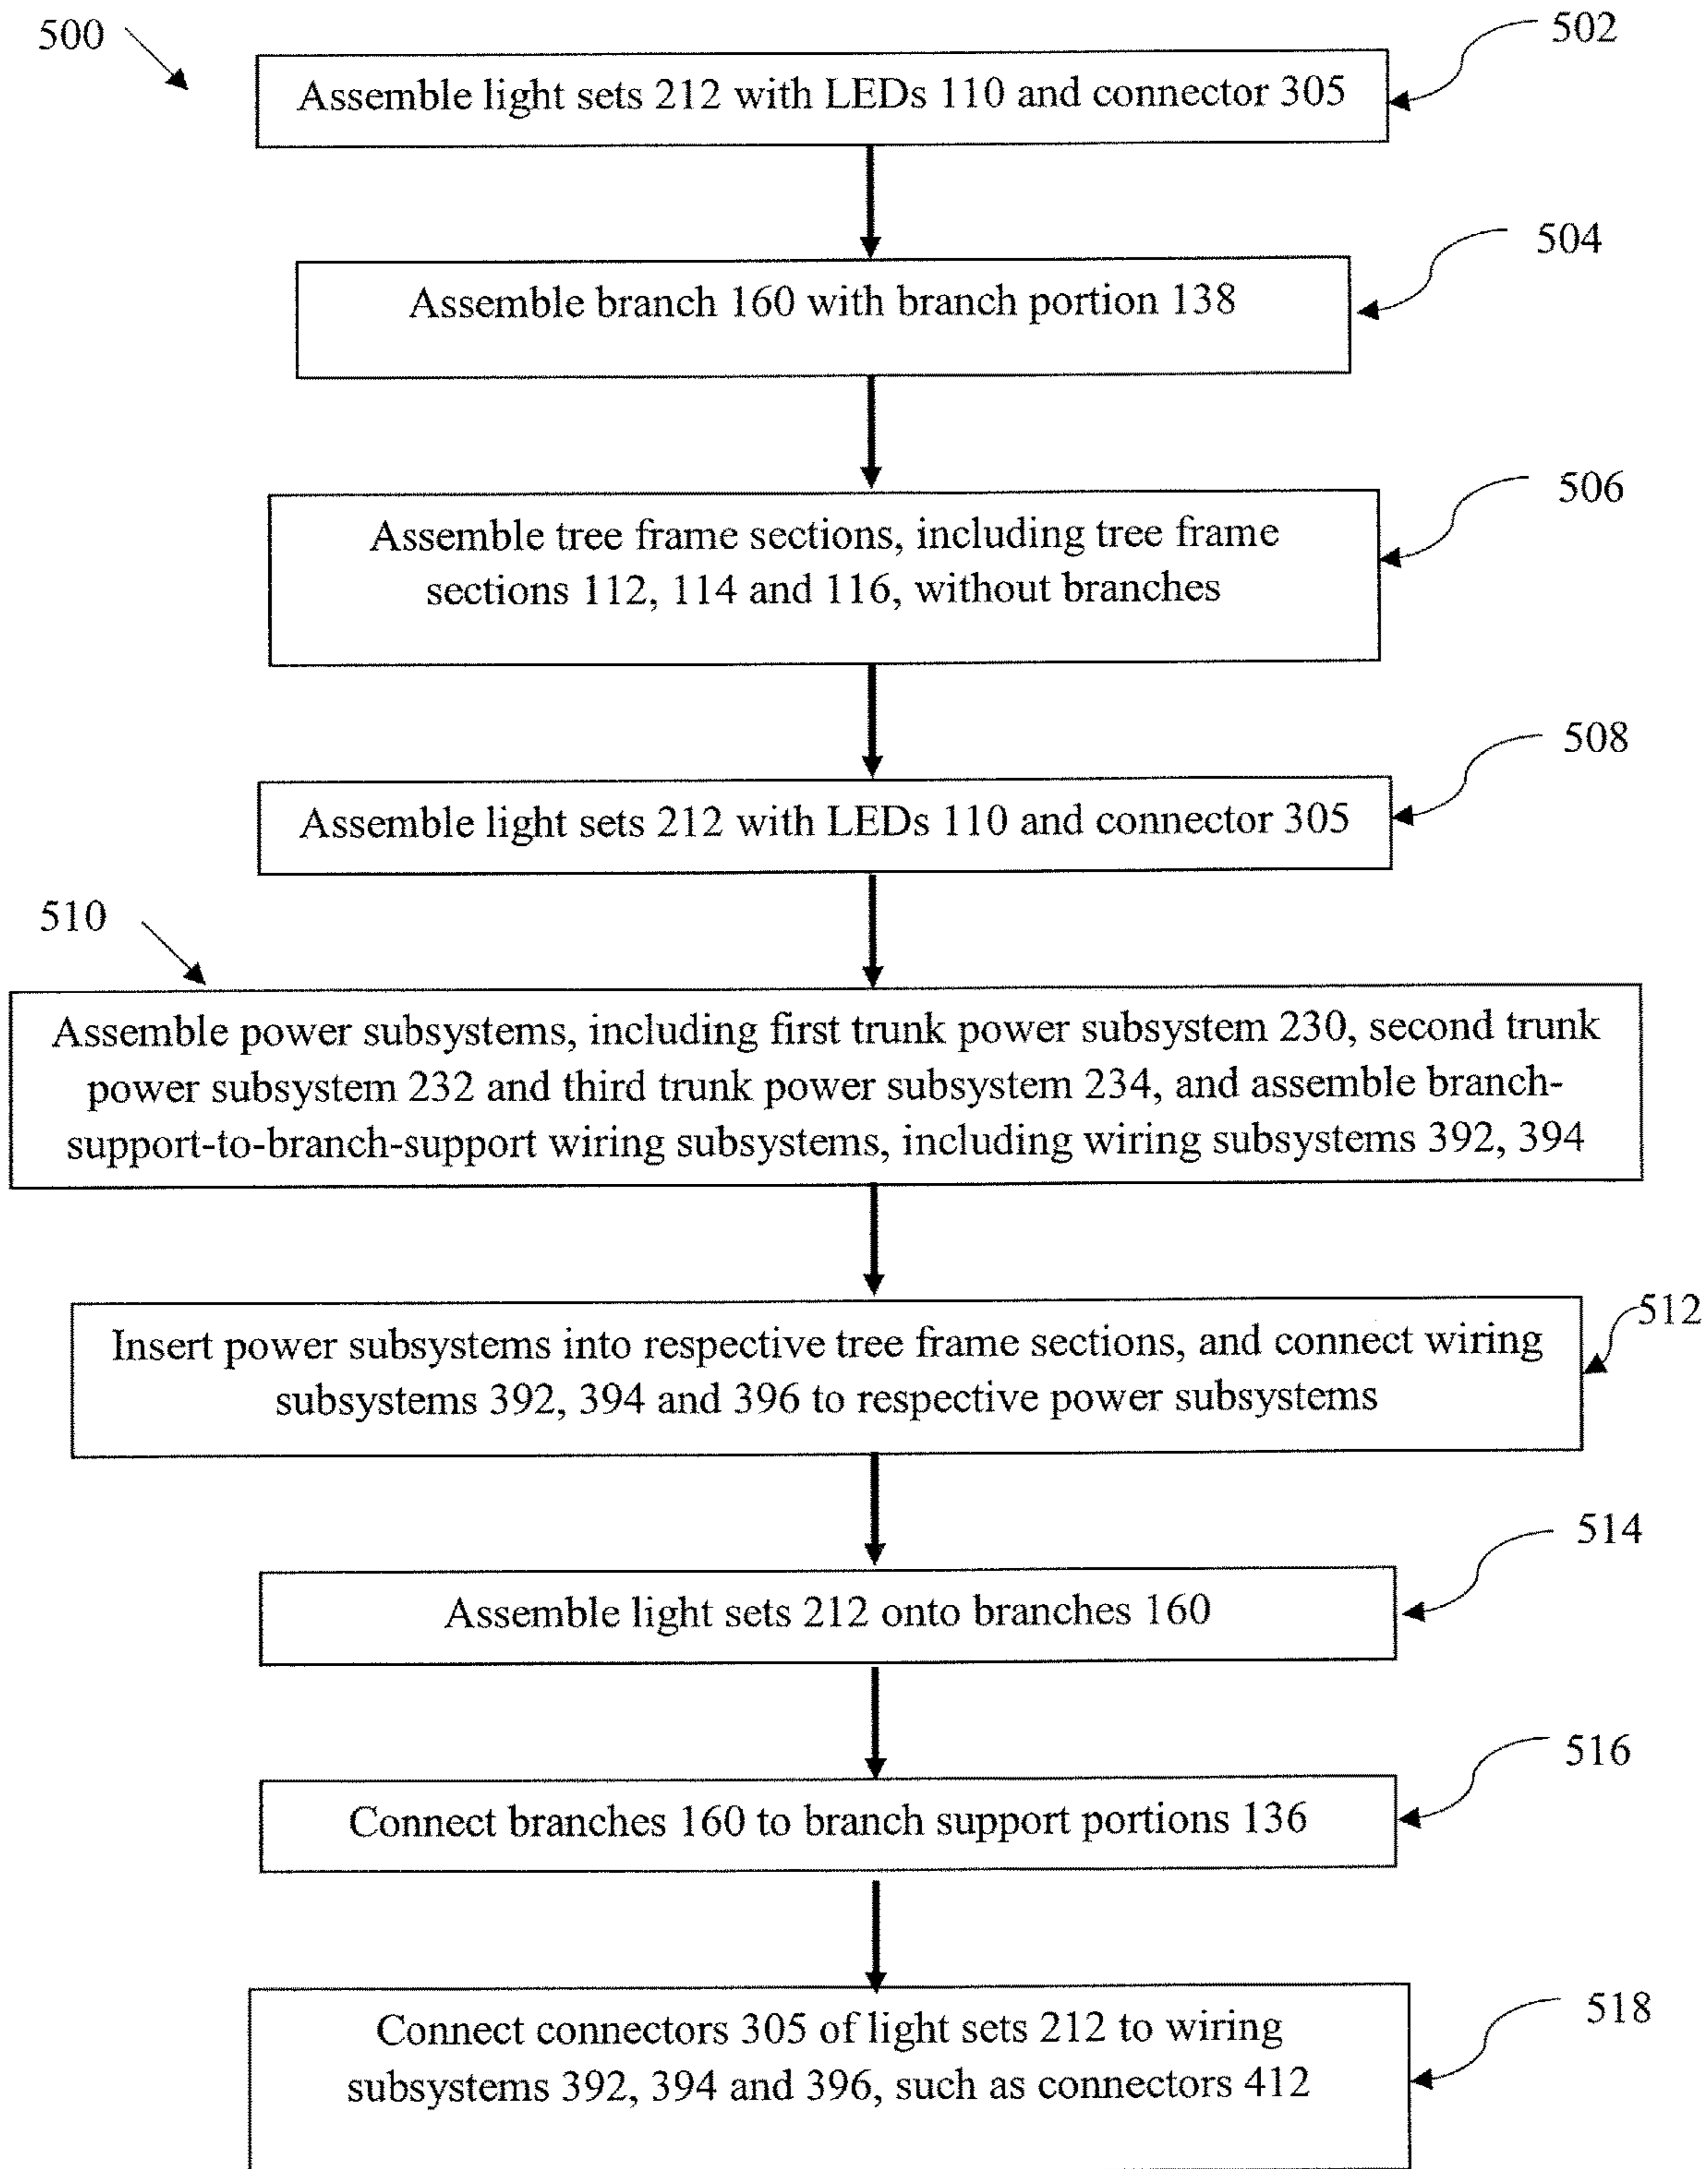 500
502
Assemble light sets 212 with LEDs 110 and connector 305
504
Assemble branch 160 with branch portion 138
506
Assemble tree frame sections, including tree frame
sections 112, 114 and 116, without branches
508
Assemble light sets 212 with LEDs 110 and connector 305
510
Assemble power subsystems, including first trunk power subsystem 230, second trunk
power subsystem 232 and third trunk power subsystem 234, and assemble branch-
support-to-branch-support wiring subsystems, including wiring subsystems 392, 394
512
Insert power subsystems into respective tree frame sections, and connect wiring
subsystems 392, 394 and 396 to respective power subsystems
514
Assemble light sets 212 onto branches 160
516
Connect branches 160 to branch support portions 136
518
Connect connectors 305 of light sets 212 to wiring
subsystems 392, 394 and 396, such as connectors 412